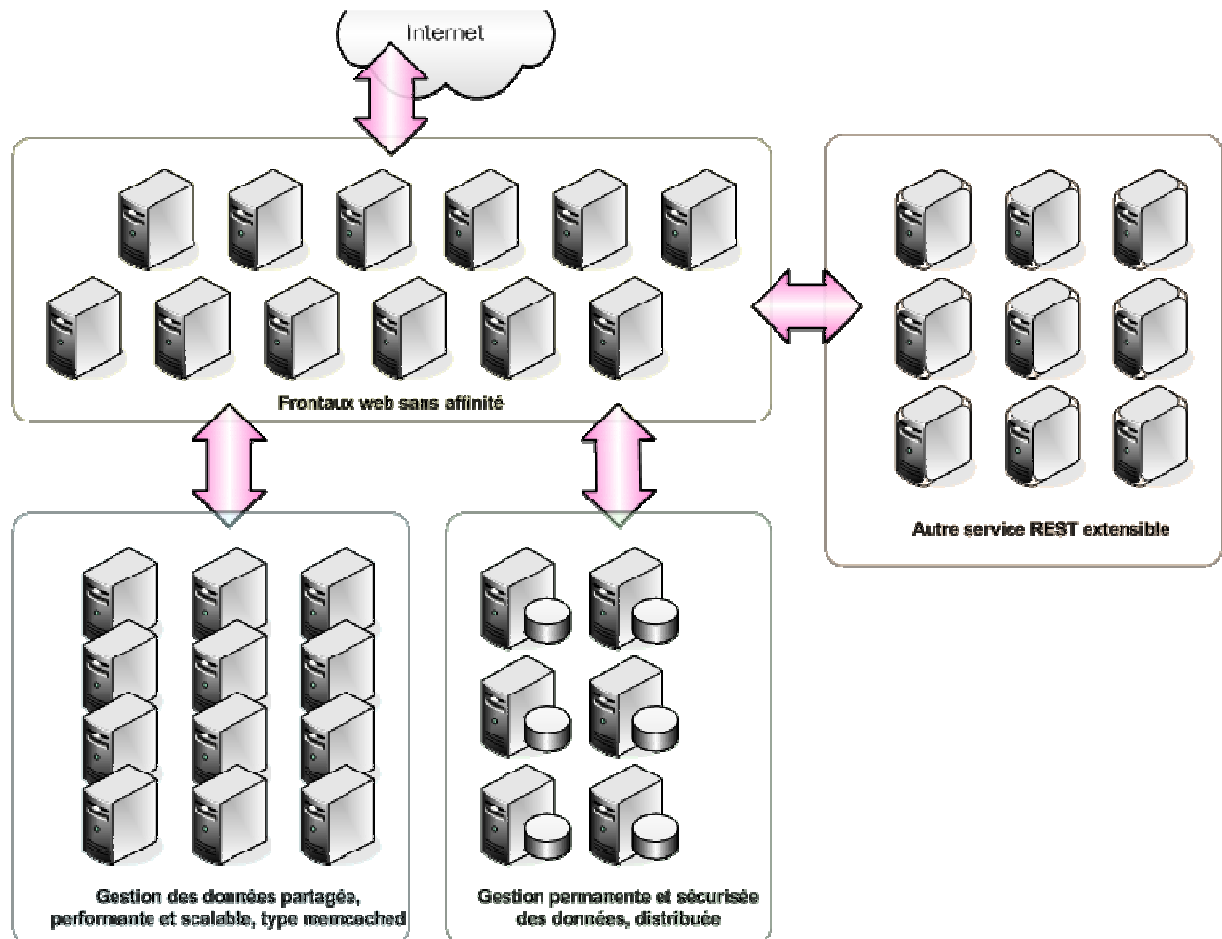 Internet
Frontaux web sans affinité
Autre service REST extensible
Gestion des données partagée,
performante et scalable, type memcached
Gestion permanente et sécurisée
des données, distribuée